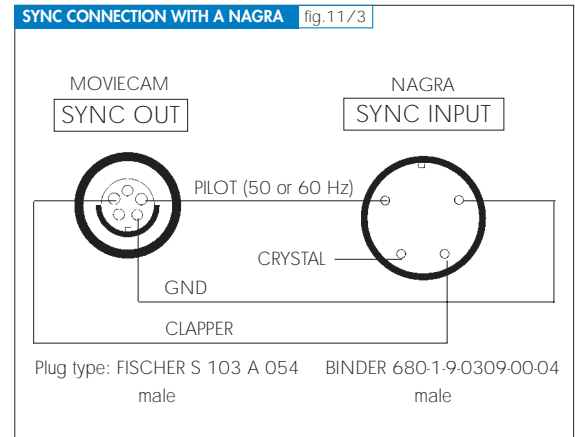 SYNC CONNECTION WITH A NAGRA fig.11/3
MOVIECAM NAGRA
SYNC OUT SYNC INPUT
PILOT (50 or 60 Hz)
CRYSTAL
GND
CLAPPER
Plug type: FISCHER S 103 A 054 BINDER 680-1-9-0309-00-04
male male